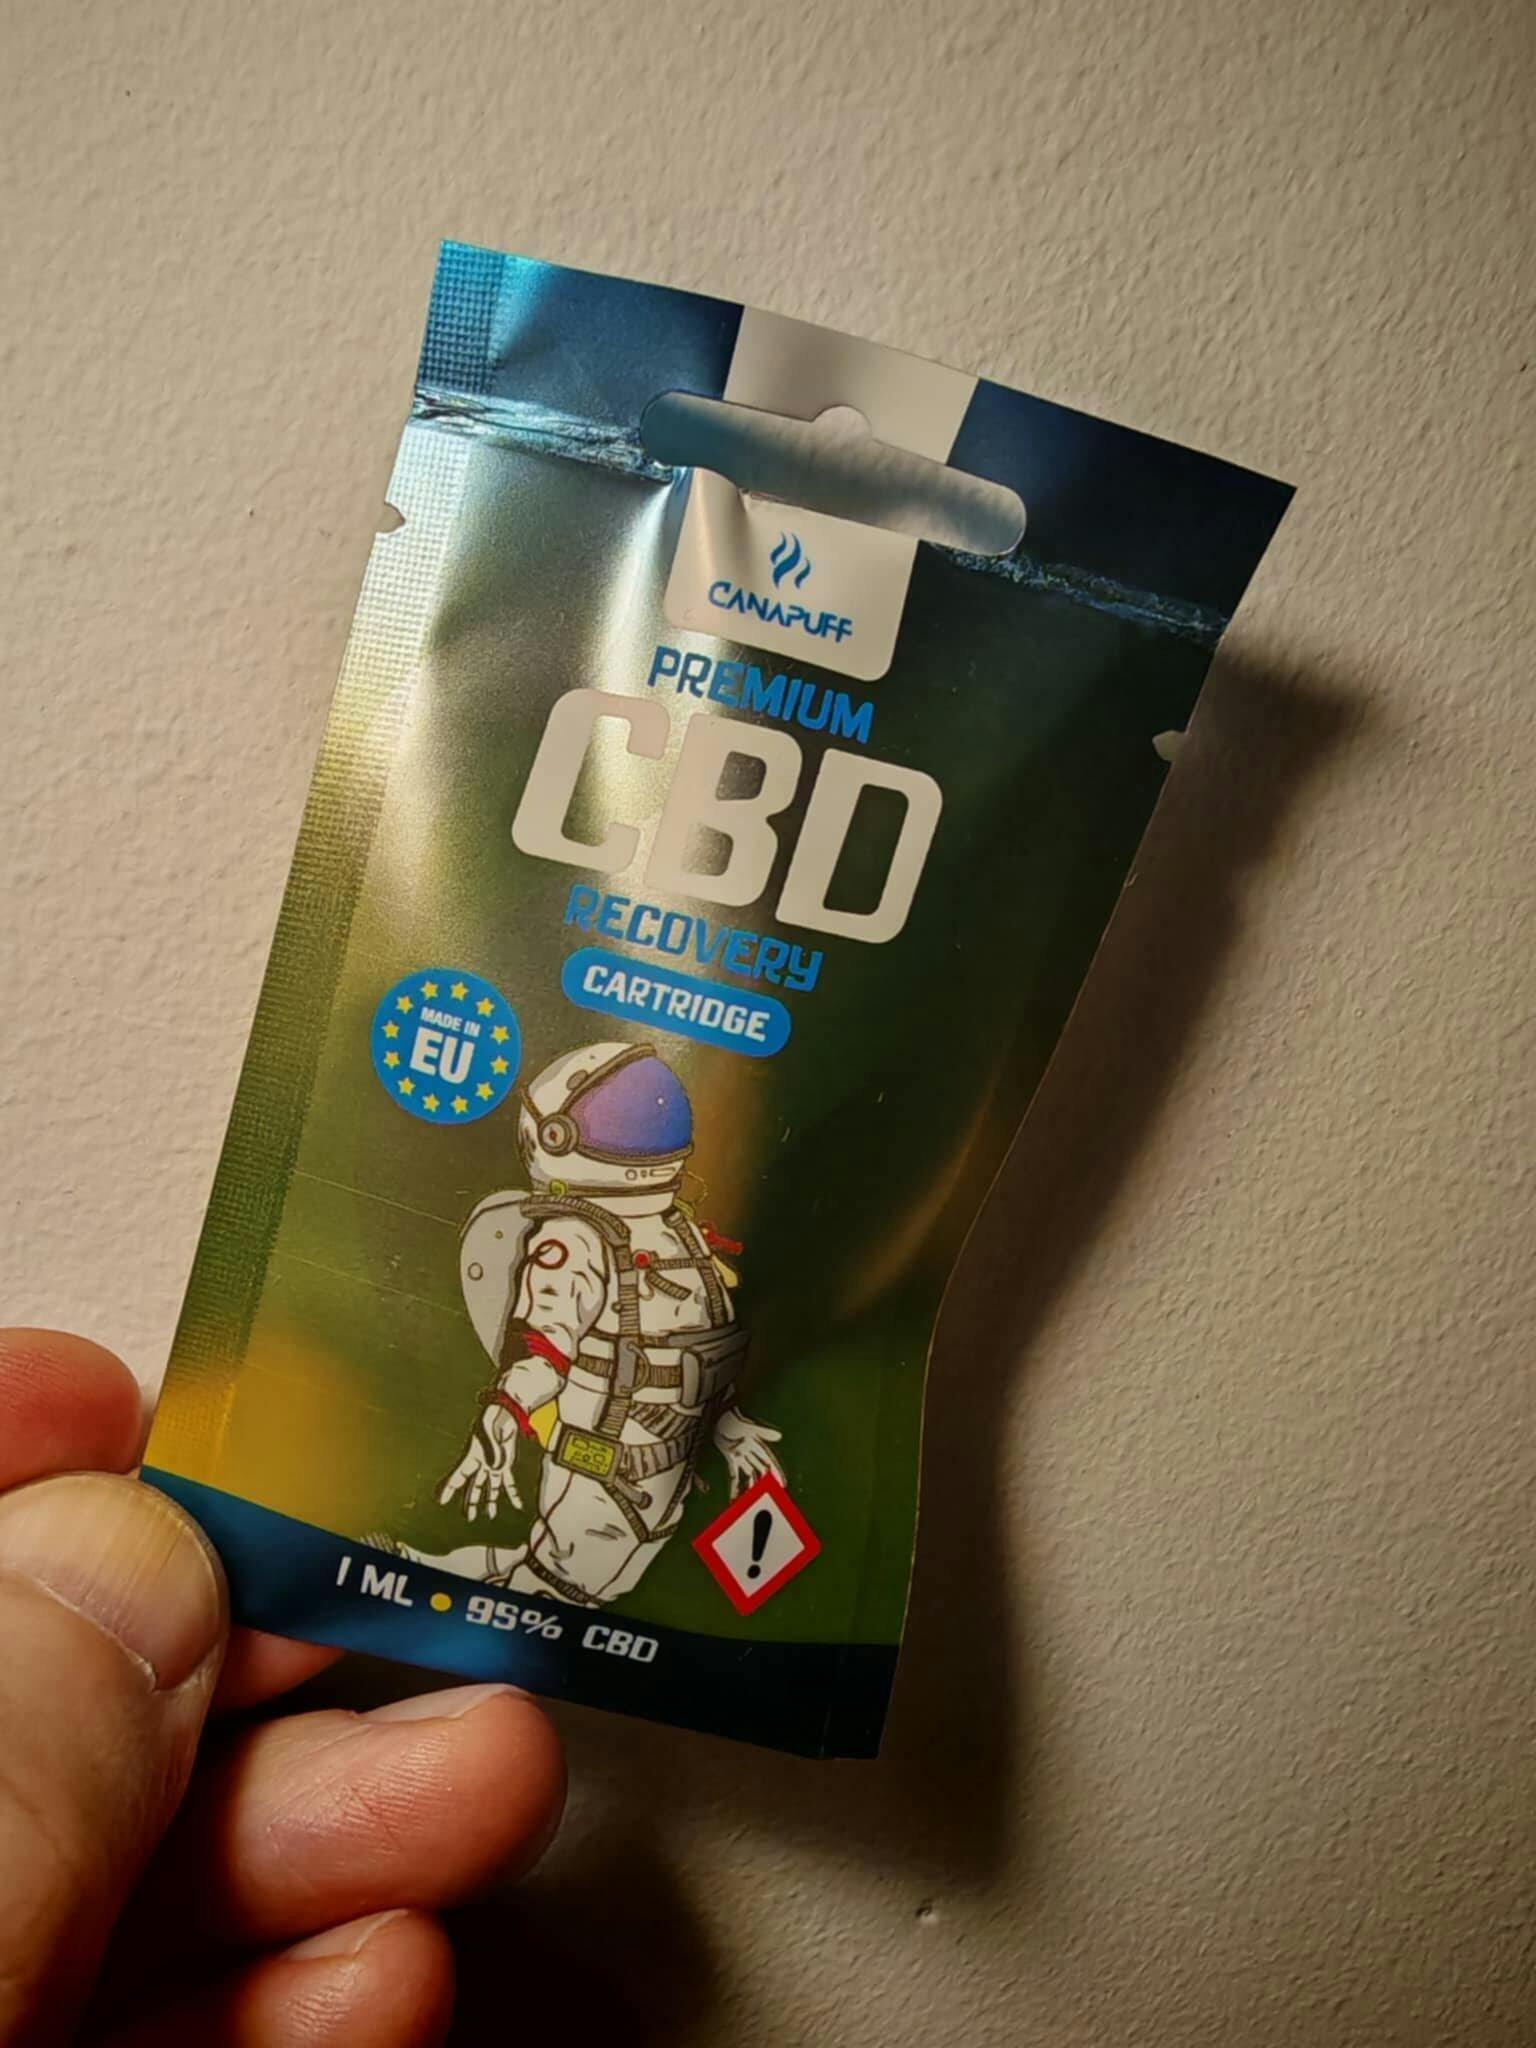 CANAPUFF
PREMIUM
CBD
RECOVERY
CARTRIDGE
MADE IN
EU
1 ML • 95% CBD